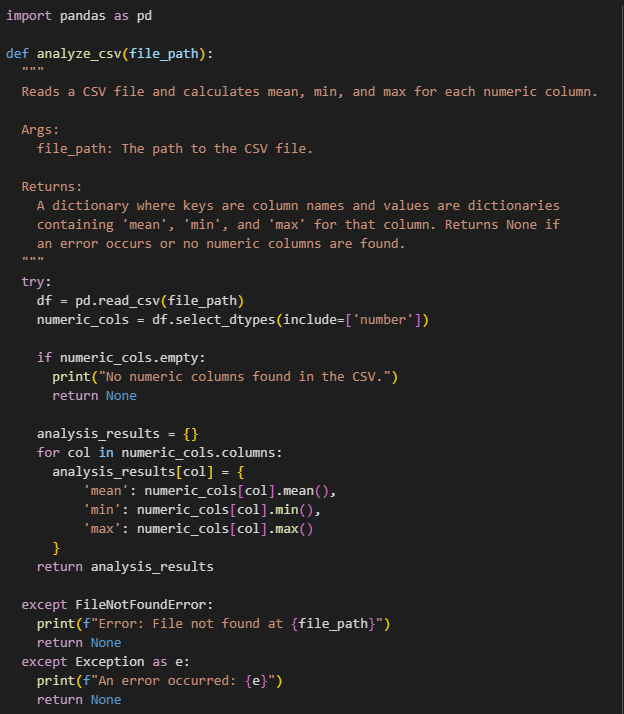 import pandas as pd

def analyze_csv(file_path):
  """
  Reads a CSV file and calculates mean, min, and max for each numeric column.

  Args:
    file_path: The path to the CSV file.

  Returns:
    A dictionary where keys are column names and values are dictionaries
    containing 'mean', 'min', and 'max' for that column. Returns None if
    an error occurs or no numeric columns are found.
  """
  try:
    df = pd.read_csv(file_path)
    numeric_cols = df.select_dtypes(include=['number'])

    if numeric_cols.empty:
      print("No numeric columns found in the CSV.")
      return None

    analysis_results = {}
    for col in numeric_cols.columns:
      analysis_results[col] = {
          'mean': numeric_cols[col].mean(),
          'min': numeric_cols[col].min(),
          'max': numeric_cols[col].max()
      }
    return analysis_results

  except FileNotFoundError:
    print(f"Error: File not found at {file_path}")
    return None
  except Exception as e:
    print(f"An error occurred: {e}")
    return None